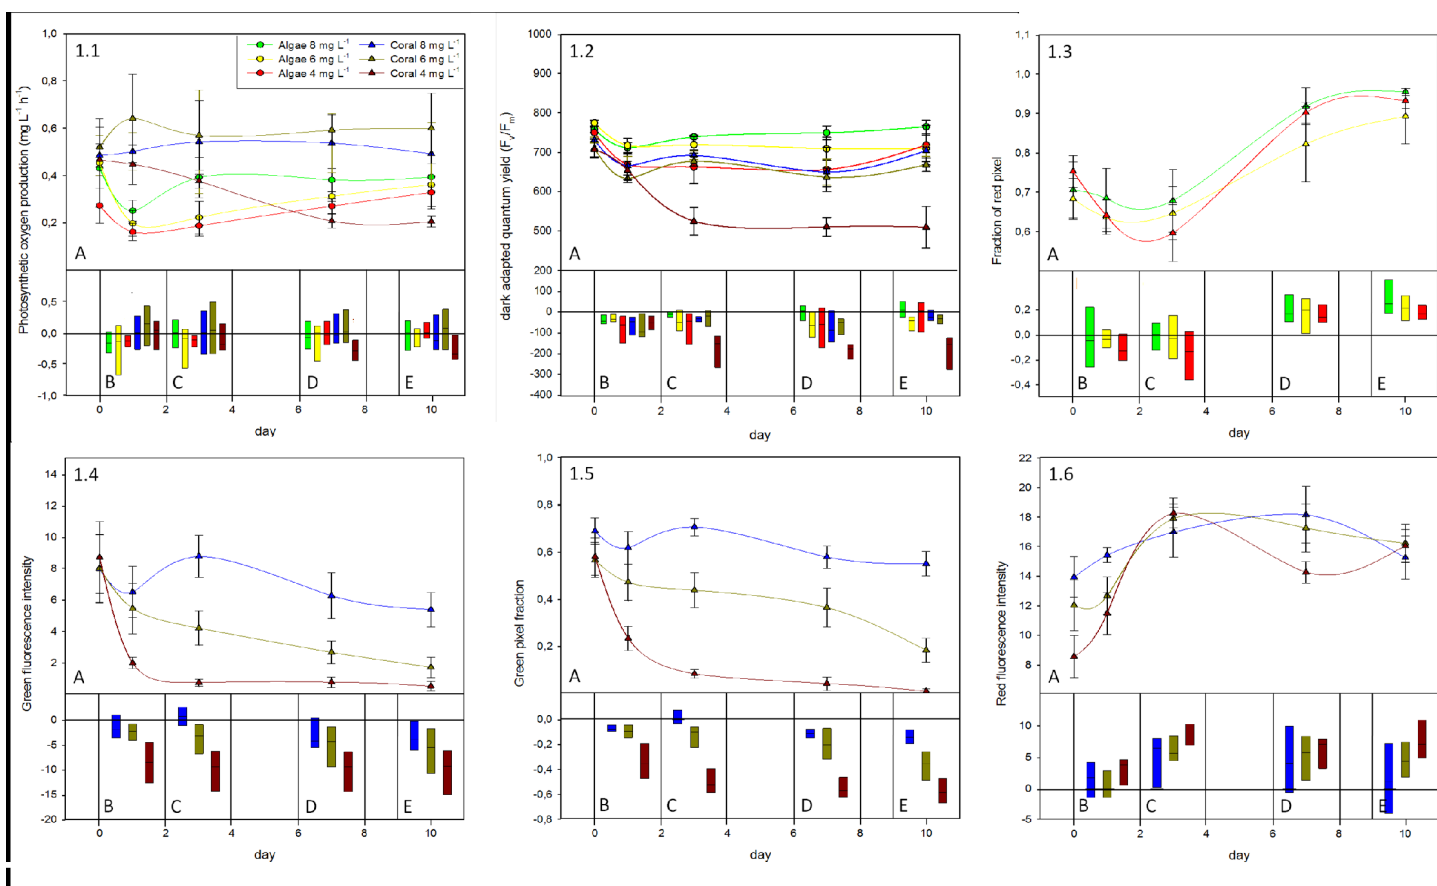 1.1
Algae 8 mg L⁻¹ Coral 8 mg L⁻¹
Algae 6 mg L⁻¹ Coral 6 mg L⁻¹
Algae 4 mg L⁻¹ Coral 4 mg L⁻¹
Photosynthetic oxygen production (mg L⁻¹ h⁻¹)
1,0
0,8
0,6
0,4
0,2
A
0,5
0,0
-0,5
-1,0
B C D E
0 2 4 6 8 10
day
1.2
dark adapted quantum yield (Fv/Fm)
1000
900
800
700
600
500
A
200
100
0
-100
-200
-300
-400
B C D E
0 2 4 6 8 10
day
1.3
Fraction of red pixel
1,1
1,0
0,9
0,8
0,7
0,6
A
0,2
0,0
-0,2
-0,4
B C D E
0 2 4 6 8 10
day
1.4
Green fluorescence intensity
14
12
10
8
6
4
2
A
0
-5
-10
-15
-20
B C D E
0 2 4 6 8 10
day
1.5
Green pixel fraction
1,0
0,8
0,6
0,4
0,2
A
0,0
-0,2
-0,4
-0,6
-0,8
B C D E
0 2 4 6 8 10
day
1.6
Red fluorescence intensity
22
20
18
16
14
12
10
8
A
10
5
0
-5
B C D E
0 2 4 6 8 10
day